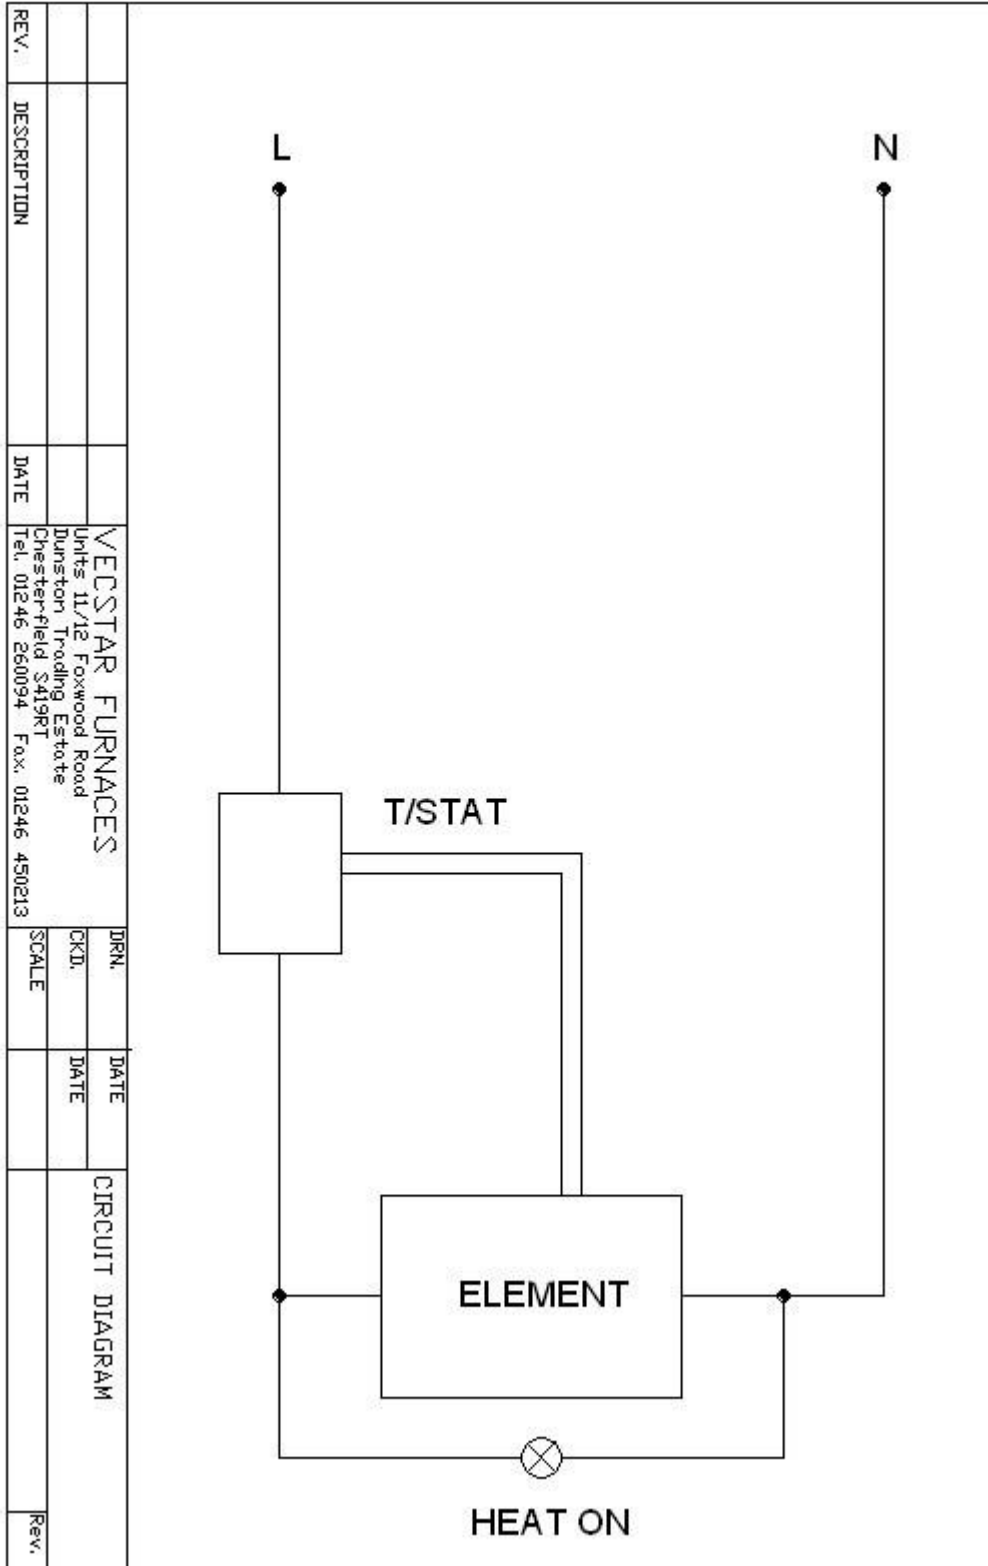 L
N
T/STAT
ELEMENT
HEAT ON
REV.
DESCRIPTION
DATE
VECSTAR FURNACES
Units 11/12 Foxwood Road
Dunston Trading Estate
Chesterfield S419RT
Tel. 01246 260094 Fax. 01246 450213
DRN.
DATE
CKD.
DATE
SCALE
CIRCUIT DIAGRAM
Rev.